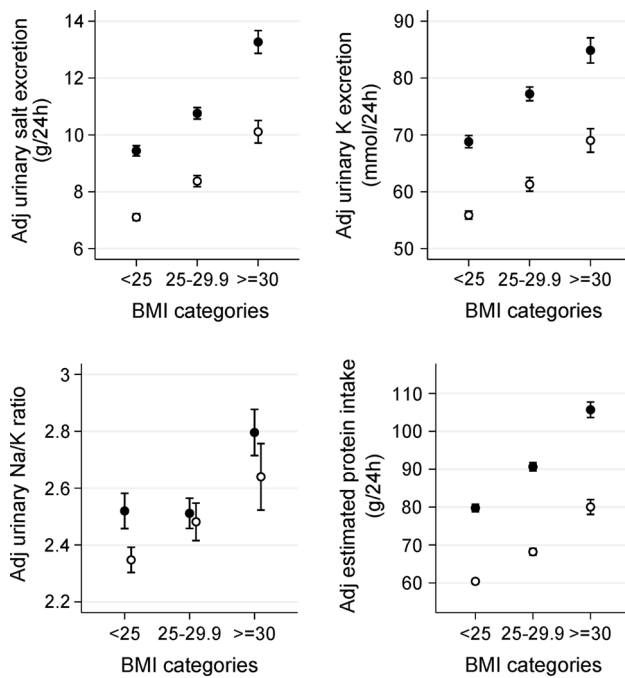 Adj urinary salt excretion
(g/24h)
14
12
10
8
6
<25 25-29.9 >=30
BMI categories
Adj urinary K excretion
(mmol/24h)
90
80
70
60
50
<25 25-29.9 >=30
BMI categories
Adj urinary Na/K ratio
3
2.8
2.6
2.4
2.2
<25 25-29.9 >=30
BMI categories
Adj estimated protein intake
(g/24h)
110
100
90
80
70
60
<25 25-29.9 >=30
BMI categories